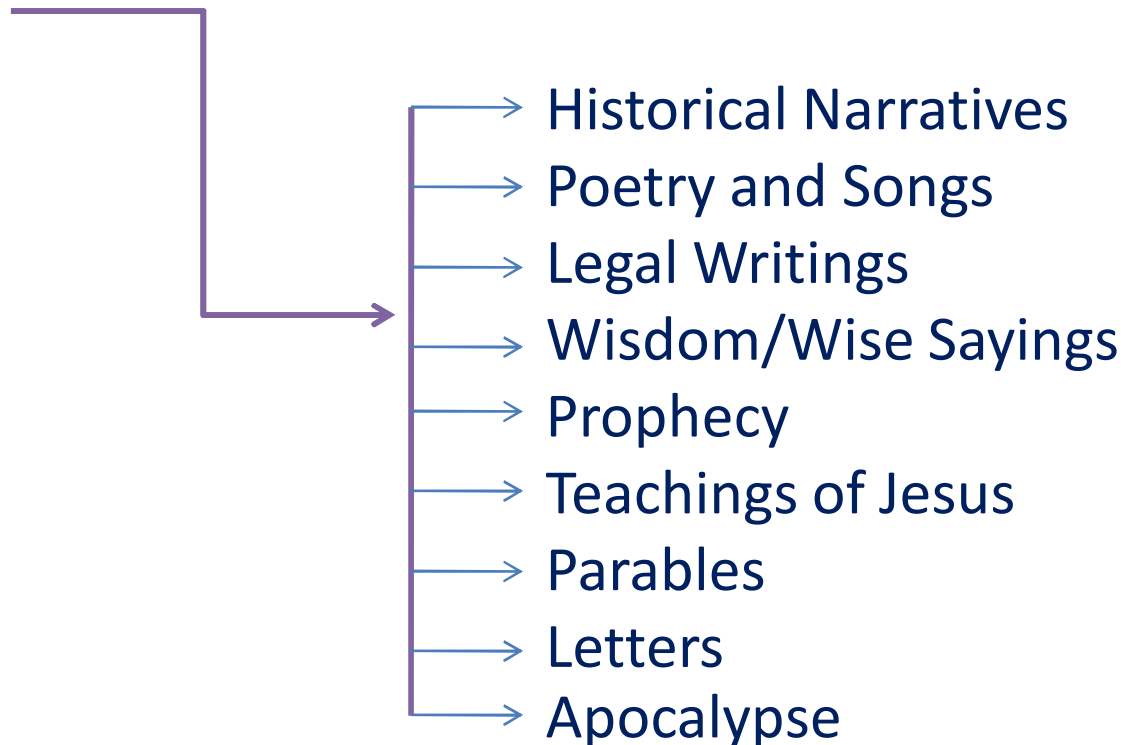 Historical Narratives
Poetry and Songs
Legal Writings
Wisdom/Wise Sayings
Prophecy
Teachings of Jesus
Parables
Letters
Apocalypse